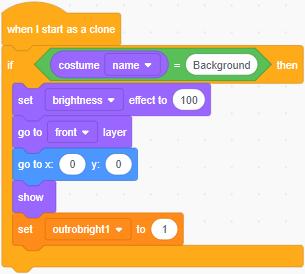 when I start as a clone
if costume name = Background then
set brightness effect to 100
go to front layer
go to x: 0 y: 0
show
set outrobright1 to 1